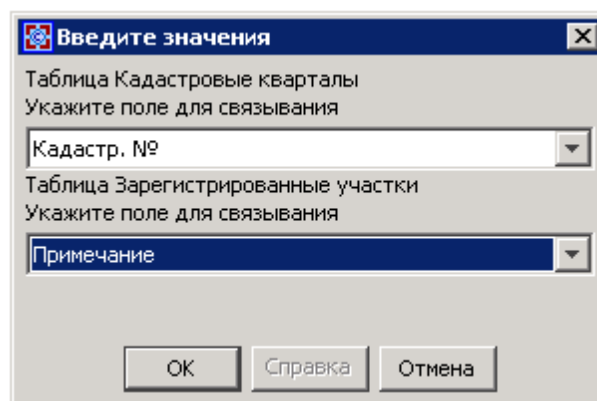 Введите значения
Таблица Кадастровые кварталы
Укажите поле для связывания
Кадастр. №
Таблица Зарегистрированные участки
Укажите поле для связывания
Примечание
OK Справка Отмена